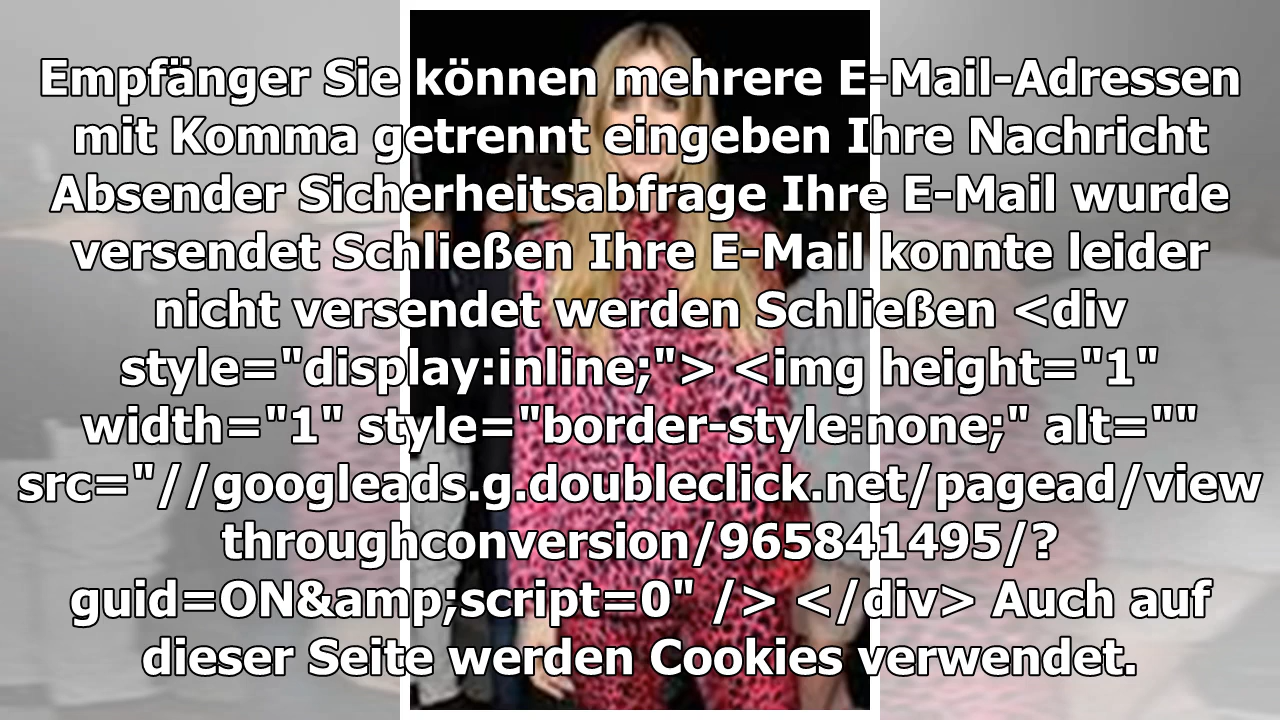 Empfänger Sie können mehrere E-Mail-Adressen
mit Komma getrennt eingeben Ihre Nachricht
Absender Sicherheitsabfrage Ihre E-Mail wurde
versendet Schließen Ihre E-Mail konnte leider
nicht versendet werden Schließen <div
style="display:inline;"> <img height="1"
width="1" style="border-style:none;" alt=""
src="//googleads.g.doubleclick.net/pagead/view
throughconversion/965841495/?
guid=ON&amp;script=0" /> </div> Auch auf
dieser Seite werden Cookies verwendet.